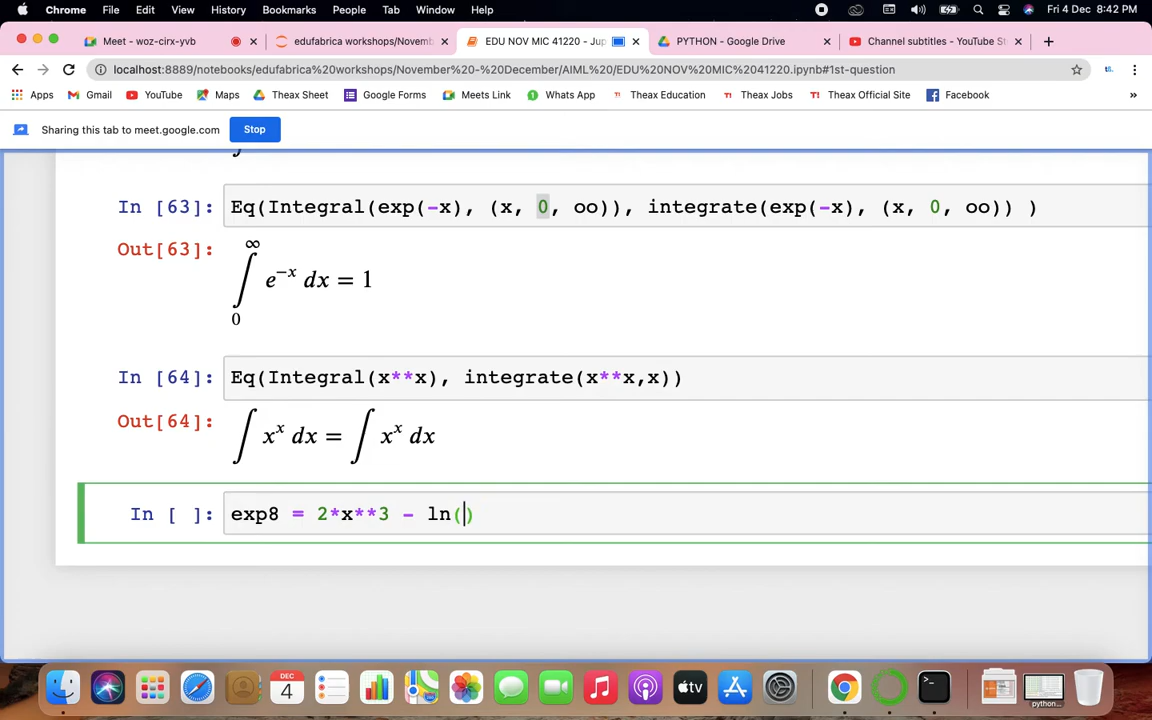 Chrome File Edit View History Bookmarks People Tab Window Help Fri 4 Dec 8:42 PM
Meet - woz-cirx-yvb edufabrica workshops/Novemb EDU NOV MIC 41220 - Jup PYTHON - Google Drive Channel subtitles - YouTube St
localhost:8889/notebooks/edufabrica%20workshops/November%20-%20December/AIML%20/EDU%20NOV%20MIC%2041220.ipynb#1st-question
Apps Gmail YouTube Maps Theax Sheet Google Forms Meets Link Whats App Theax Education Theax Jobs Theax Official Site Facebook »
Sharing this tab to meet.google.com Stop
In [63]: Eq(Integral(exp(-x), (x, 0, oo)), integrate(exp(-x), (x, 0, oo)) )
Out[63]: ∫₀^∞ e^{-x} dx = 1
In [64]: Eq(Integral(x**x), integrate(x**x,x))
Out[64]: ∫ x^x dx = ∫ x^x dx
In [ ]: exp8 = 2*x**3 - ln()
DEC
4
tv
python...